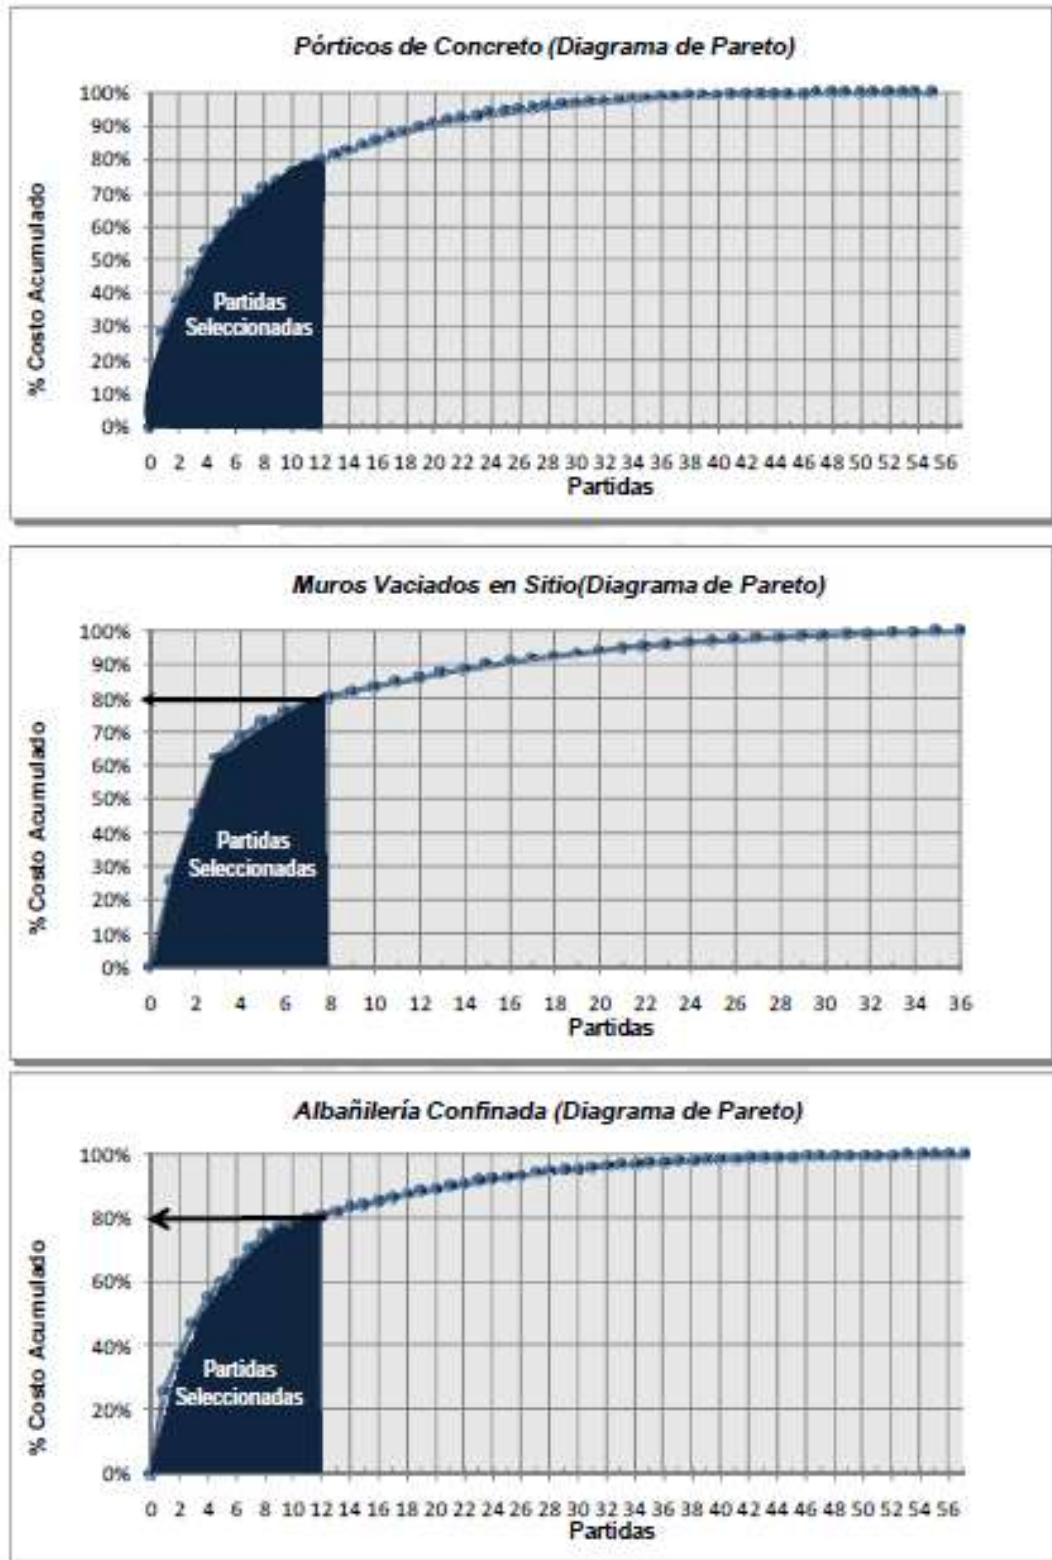 Pórticos de Concreto (Diagrama de Pareto)
% Costo Acumulado
100%
90%
80%
70%
60%
50%
40%
30%
20%
10%
0%
Partidas
Seleccionadas
0 2 4 6 8 10 12 14 16 18 20 22 24 26 28 30 32 34 36 38 40 42 44 46 48 50 52 54 56
Partidas
Muros Vaciados en Sitio(Diagrama de Pareto)
% Costo Acumulado
100%
90%
80%
70%
60%
50%
40%
30%
20%
10%
0%
Partidas
Seleccionadas
0 2 4 6 8 10 12 14 16 18 20 22 24 26 28 30 32 34 36
Partidas
Albañilería Confinada (Diagrama de Pareto)
% Costo Acumulado
100%
80%
60%
40%
20%
0%
Partidas
Seleccionadas
0 2 4 6 8 10 12 14 16 18 20 22 24 26 28 30 32 34 36 38 40 42 44 46 48 50 52 54 56
Partidas